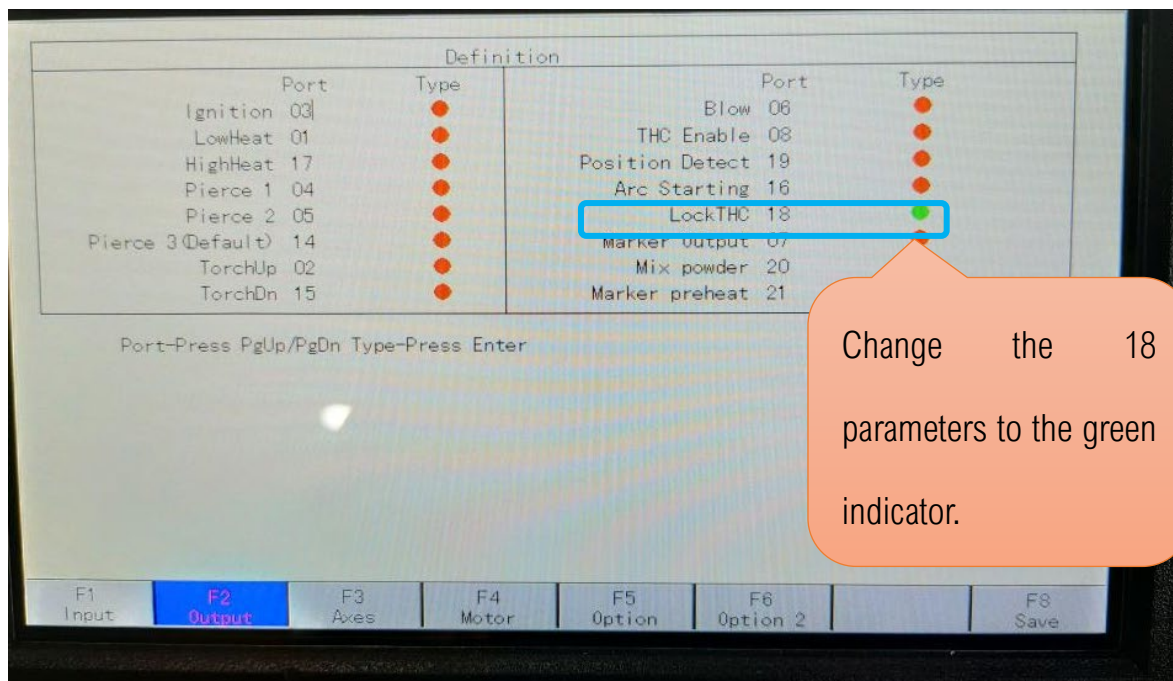 Definition
Port Type Port Type
Ignition 03 Blow 06
LowHeat 01 THC Enable 08
HighHeat 17 Position Detect 19
Pierce 1 04 Arc Starting 16
Pierce 2 05 LockTHC 18
Pierce 3(Default) 14 Marker Output 07
TorchUp 02 Mix powder 20
TorchDn 15 Marker preheat 21
Port-Press PgUp/PgDn Type-Press Enter
Change the 18
parameters to the green
indicator.
F1 F2 F3 F4 F5 F6 F8
Input Output Axes Motor Option Option 2 Save